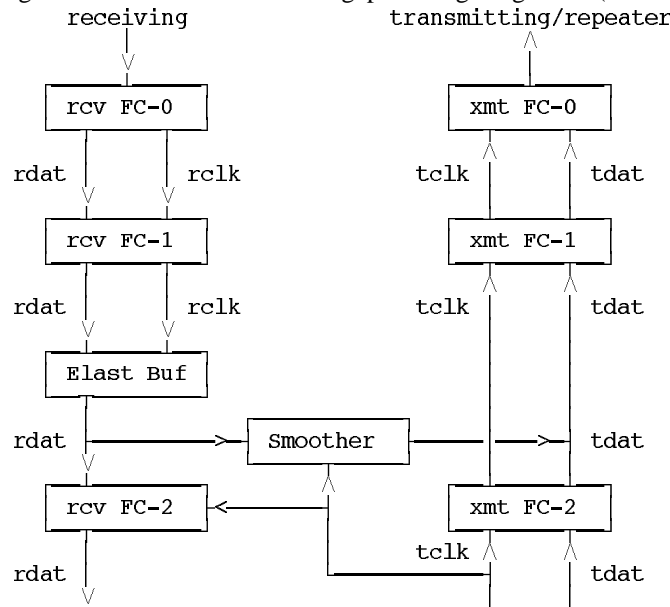 receiving transmitting/repeater
rcv FC-0 xmt FC-0
rdat rclk tclk tdat
rcv FC-1 xmt FC-1
rdat rclk tclk tdat
Elast Buf
rdat Smoother tdat
rcv FC-2 xmt FC-2
tclk
rdat tdat